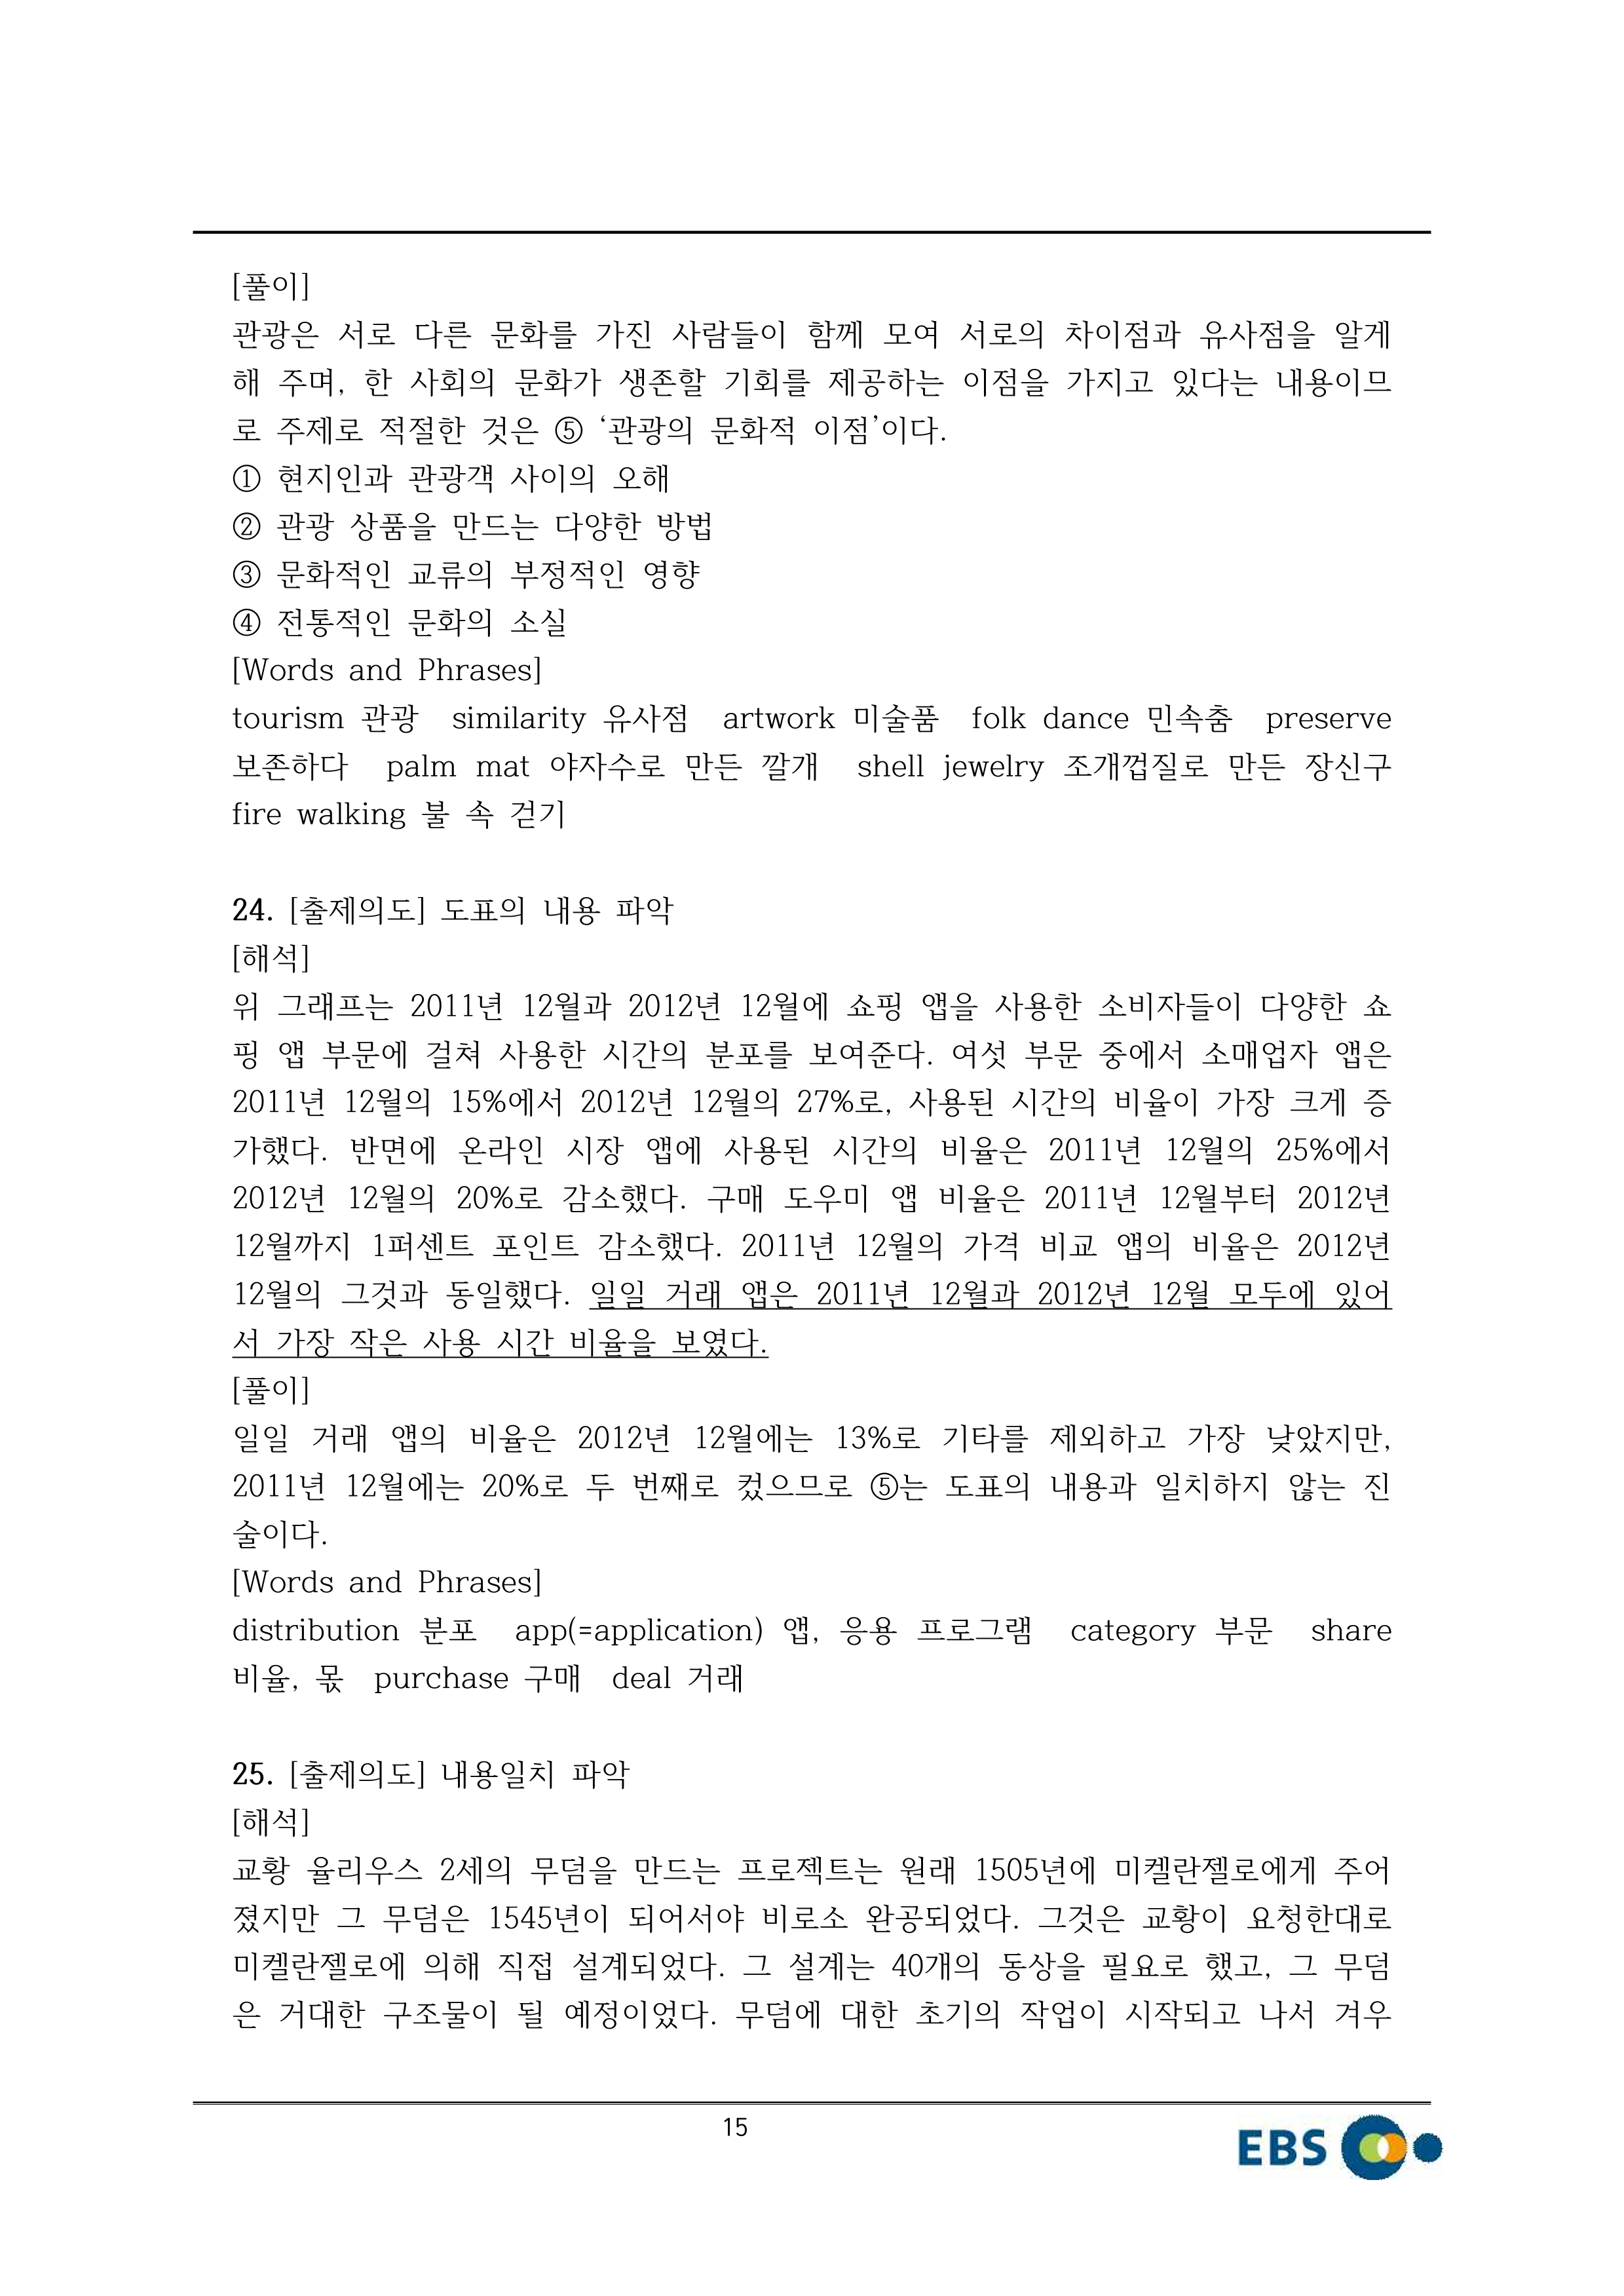 [풀이]
관광은 서로 다른 문화를 가진 사람들이 함께 모여 서로의 차이점과 유사점을 알게
해 주며, 한 사회의 문화가 생존할 기회를 제공하는 이점을 가지고 있다는 내용이므
로 주제로 적절한 것은 ⑤ ‘관광의 문화적 이점’이다.
① 현지인과 관광객 사이의 오해
② 관광 상품을 만드는 다양한 방법
③ 문화적인 교류의 부정적인 영향
④ 전통적인 문화의 소실
[Words and Phrases]
tourism 관광 similarity 유사점 artwork 미술품 folk dance 민속춤 preserve
보존하다 palm mat 야자수로 만든 깔개 shell jewelry 조개껍질로 만든 장신구
fire walking 불 속 걷기
24. [출제의도] 도표의 내용 파악
[해석]
위 그래프는 2011년 12월과 2012년 12월에 쇼핑 앱을 사용한 소비자들이 다양한 쇼
핑 앱 부문에 걸쳐 사용한 시간의 분포를 보여준다. 여섯 부문 중에서 소매업자 앱은
2011년 12월의 15%에서 2012년 12월의 27%로, 사용된 시간의 비율이 가장 크게 증
가했다. 반면에 온라인 시장 앱에 사용된 시간의 비율은 2011년 12월의 25%에서
2012년 12월의 20%로 감소했다. 구매 도우미 앱 비율은 2011년 12월부터 2012년
12월까지 1퍼센트 포인트 감소했다. 2011년 12월의 가격 비교 앱의 비율은 2012년
12월의 그것과 동일했다. 일일 거래 앱은 2011년 12월과 2012년 12월 모두에 있어
서 가장 작은 사용 시간 비율을 보였다.
[풀이]
일일 거래 앱의 비율은 2012년 12월에는 13%로 기타를 제외하고 가장 낮았지만,
2011년 12월에는 20%로 두 번째로 컸으므로 ⑤는 도표의 내용과 일치하지 않는 진
술이다.
[Words and Phrases]
distribution 분포 app(=application) 앱, 응용 프로그램 category 부문 share
비율, 몫 purchase 구매 deal 거래
25. [출제의도] 내용일치 파악
[해석]
교황 율리우스 2세의 무덤을 만드는 프로젝트는 원래 1505년에 미켈란젤로에게 주어
졌지만 그 무덤은 1545년이 되어서야 비로소 완공되었다. 그것은 교황이 요청한대로
미켈란젤로에 의해 직접 설계되었다. 그 설계는 40개의 동상을 필요로 했고, 그 무덤
은 거대한 구조물이 될 예정이었다. 무덤에 대한 초기의 작업이 시작되고 나서 겨우
15
EBS